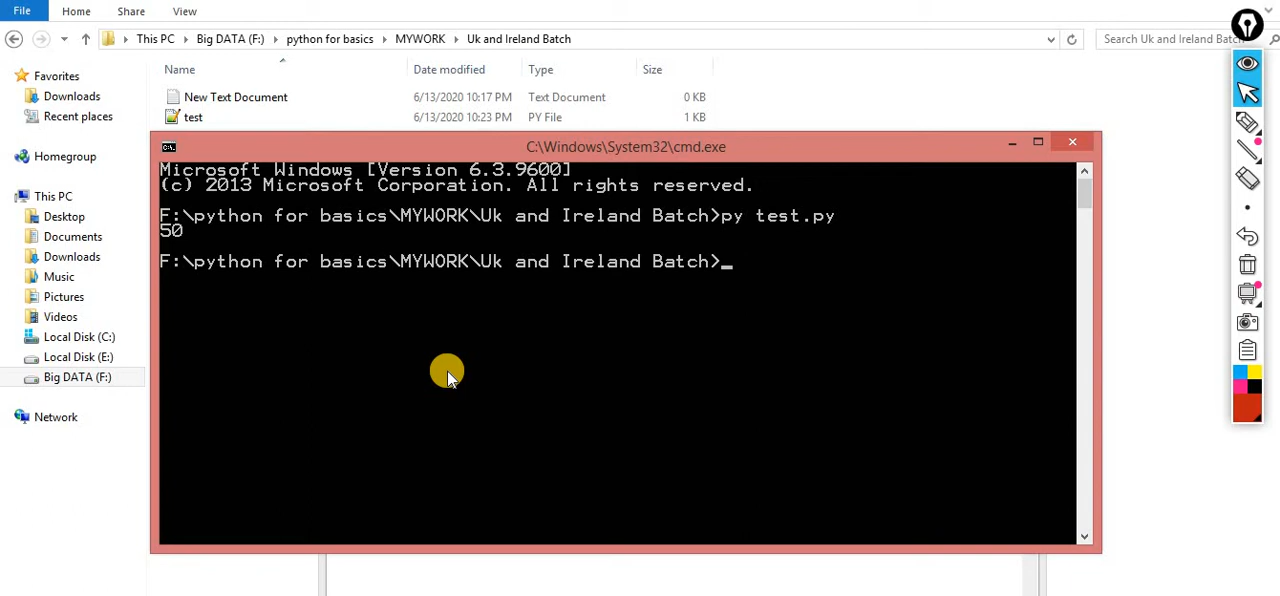 File Home Share View
This PC Big DATA (F:) python for basics MYWORK Uk and Ireland Batch Search Uk and Ireland Batch
Name Date modified Type Size
Favorites
Downloads
Recent places
Homegroup
This PC
Desktop
Documents
Downloads
Music
Pictures
Videos
Local Disk (C:)
Local Disk (E:)
Big DATA (F:)
Network
New Text Document 6/13/2020 10:17 PM Text Document 0 KB
test 6/13/2020 10:23 PM PY File 1 KB
C:\Windows\System32\cmd.exe
Microsoft Windows [Version 6.3.9600]
(c) 2013 Microsoft Corporation. All rights reserved.
F:\python for basics\MYWORK\Uk and Ireland Batch>py test.py
50
F:\python for basics\MYWORK\Uk and Ireland Batch>_